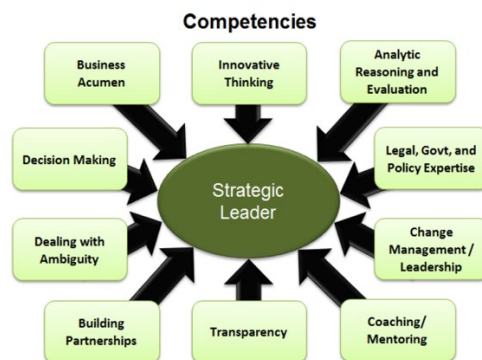 Competencies
Business
Acumen
Innovative
Thinking
Analytic
Reasoning and
Evaluation
Decision Making
Legal, Govt, and
Policy Expertise
Strategic
Leader
Dealing with
Ambiguity
Change
Management /
Leadership
Building
Partnerships
Transparency
Coaching/
Mentoring